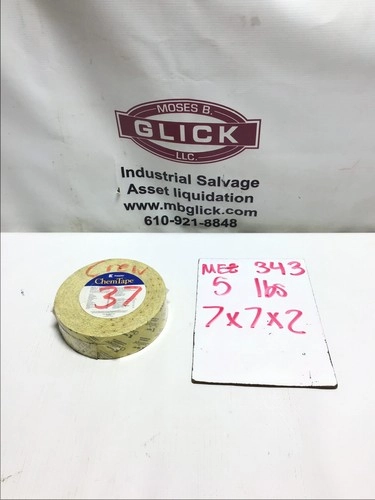 MOSES B.
GLICK
LLC.
Industrial Salvage
Asset liquidation
www.mbglick.com
610-921-8848
ChemTape
37
MEB 343
5 lbs
7x7x2